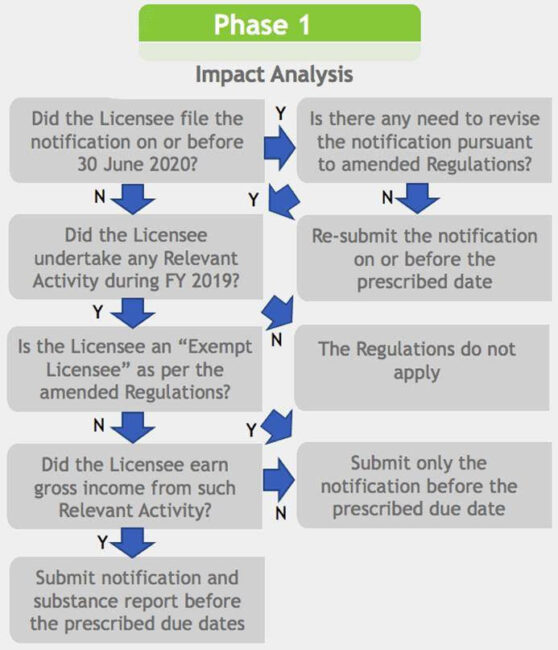 Phase 1
Impact Analysis
Did the Licensee file the
notification on or before
30 June 2020?
Y
Is there any need to revise
the notification pursuant
to amended Regulations?
N
Y
N
Did the Licensee
undertake any Relevant
Activity during FY 2019?
Re-submit the notification
on or before the
prescribed date
Y
N
Is the Licensee an “Exempt
Licensee” as per the
amended Regulations?
The Regulations do not
apply
N
Y
Did the Licensee earn
gross income from such
Relevant Activity?
N
Submit only the
notification before the
prescribed due date
Y
Submit notification and
substance report before
the prescribed due dates